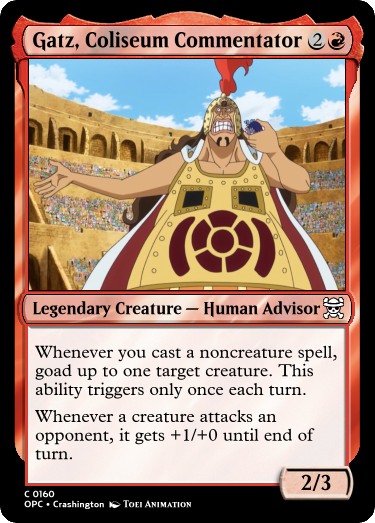 Gatz, Coliseum Commentator 2
Legendary Creature — Human Advisor
Whenever you cast a noncreature spell,
goad up to one target creature. This
ability triggers only once each turn.
Whenever a creature attacks an
opponent, it gets +1/+0 until end of
turn.
2/3
C 0160
OPC • Crashington Toei Animation